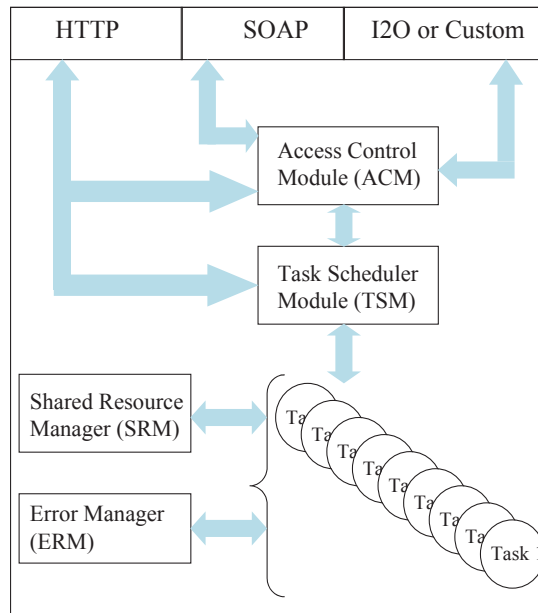 HTTP
SOAP
I2O or Custom
Access Control
Module (ACM)
Task Scheduler
Module (TSM)
Shared Resource
Manager (SRM)
Error Manager
(ERM)
Ta
Ta
Ta
Ta
Ta
Ta
Ta
Ta
Task 1